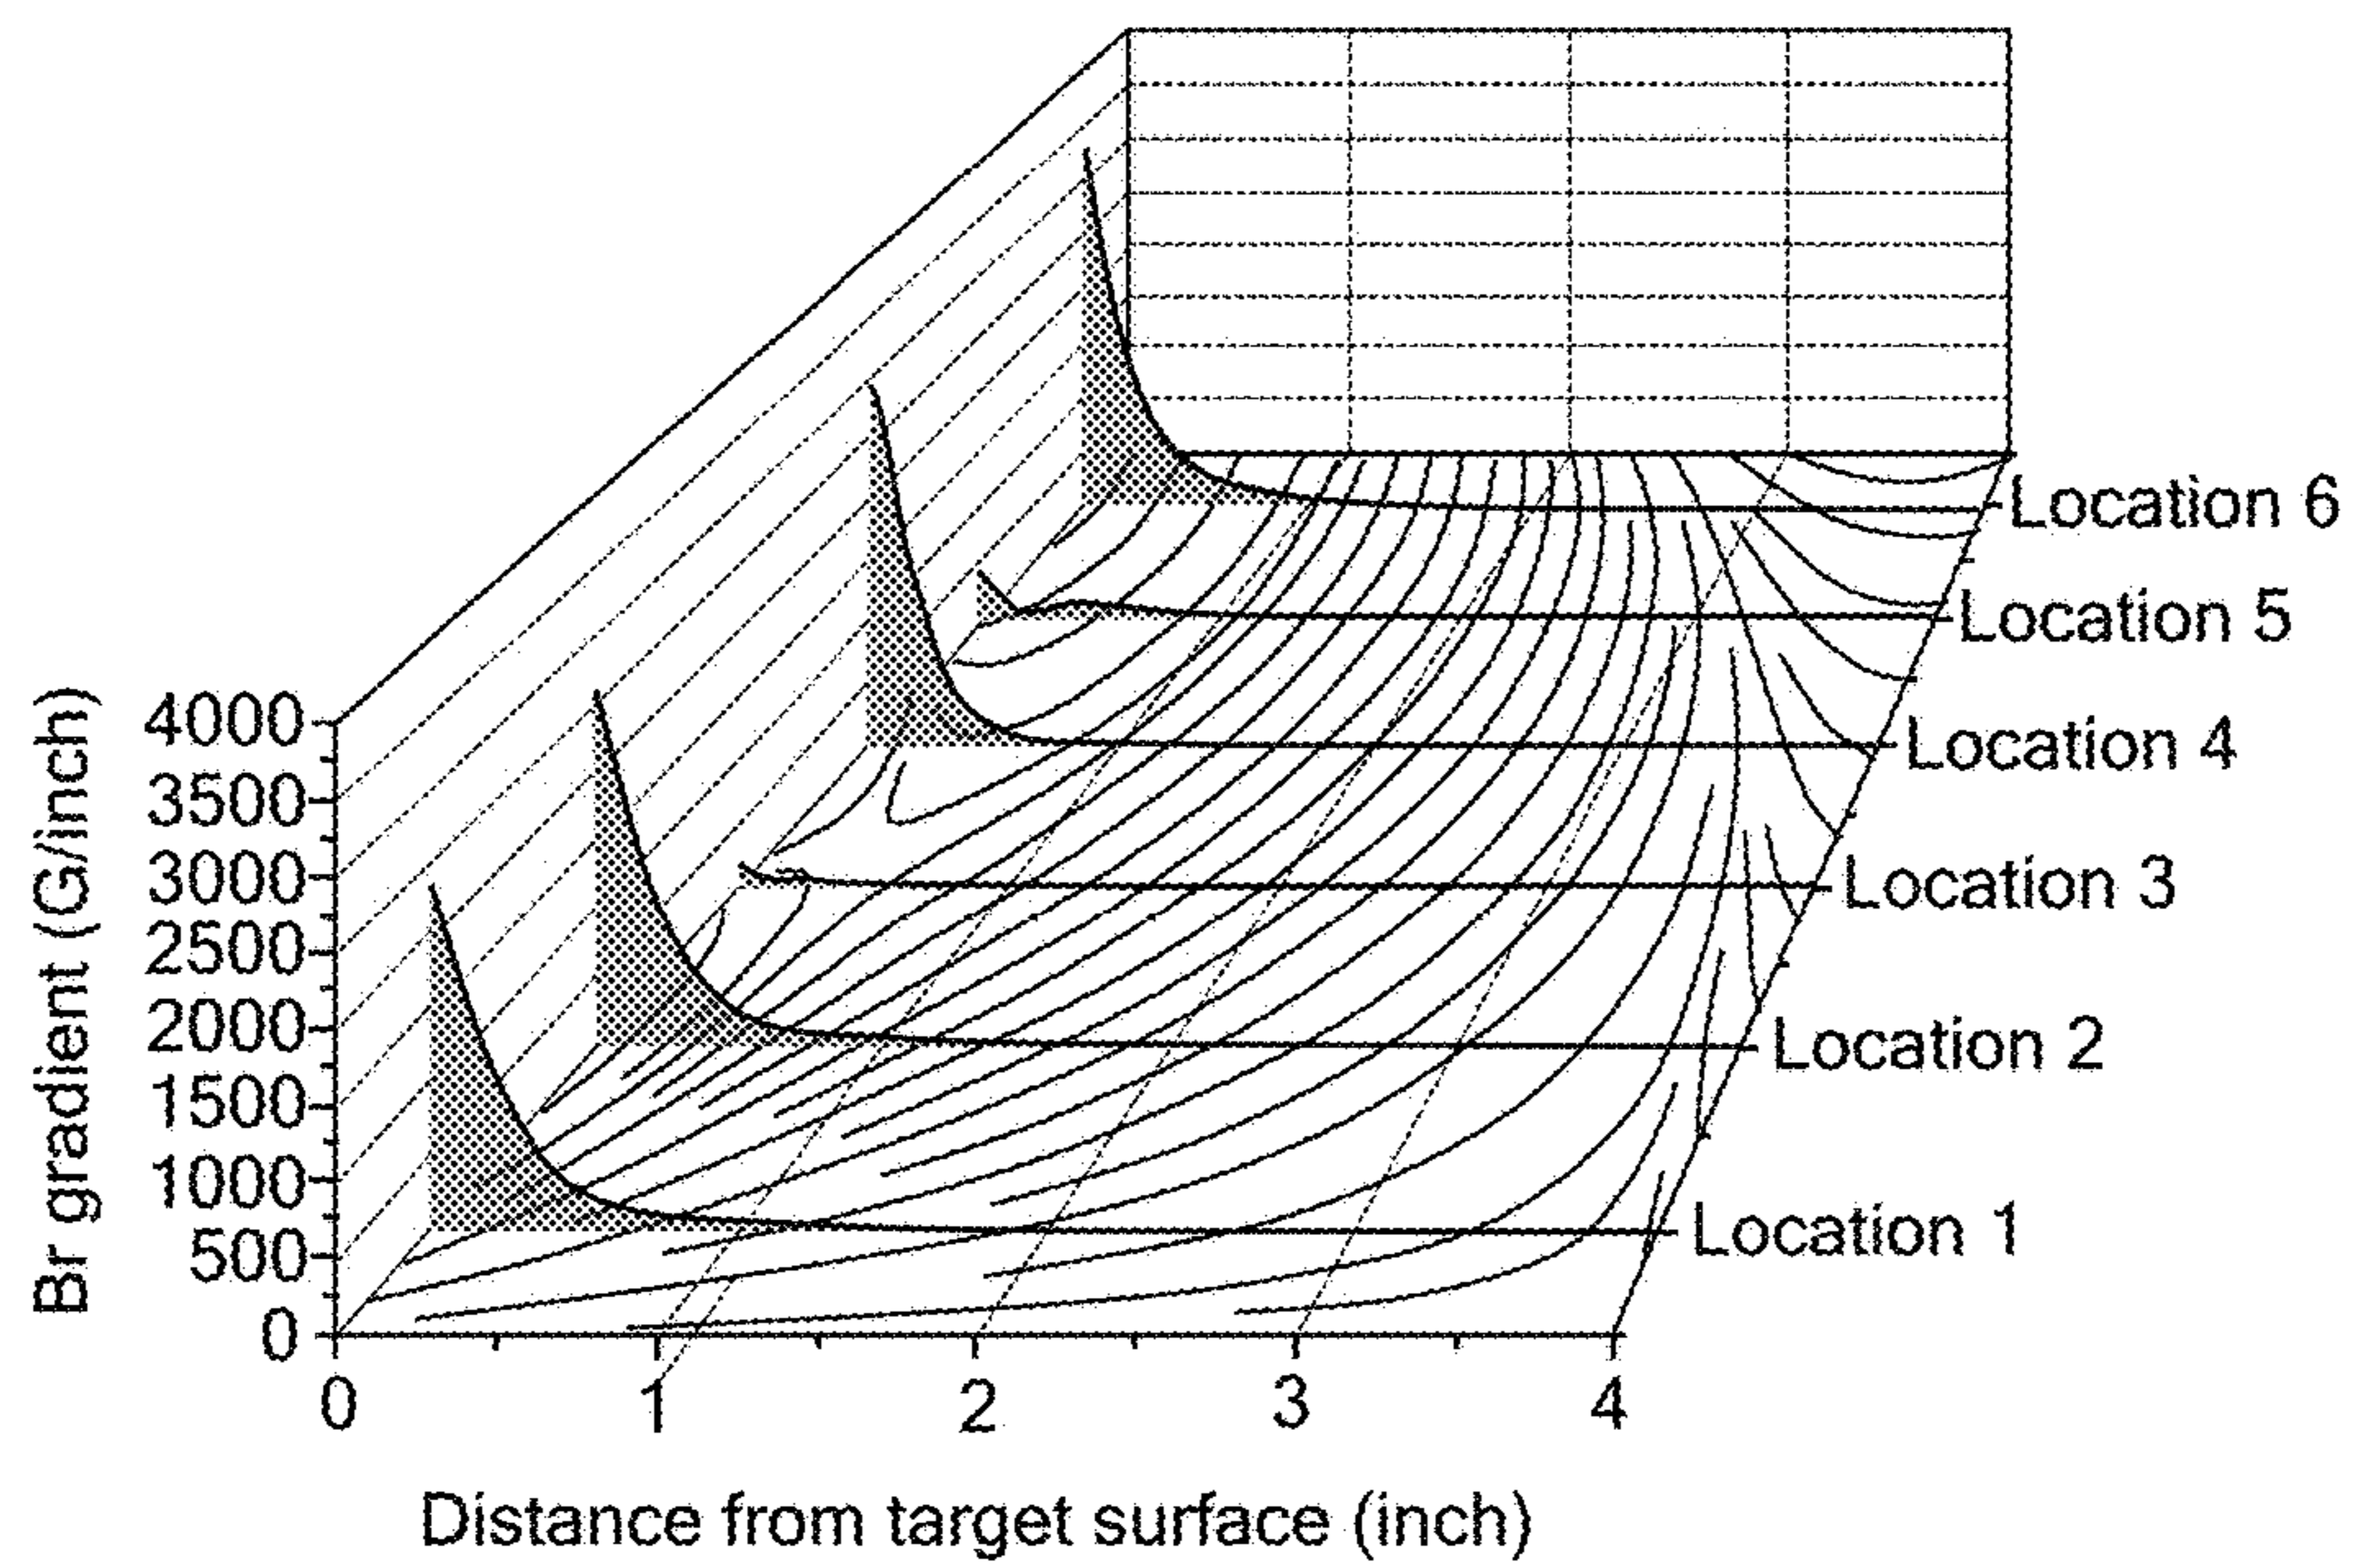 Br gradient (G/inch)
4000
3500
3000
2500
2000
1500
1000
500
0
0 1 2 3 4
Distance from target surface (inch)
Location 6
Location 5
Location 4
Location 3
Location 2
Location 1